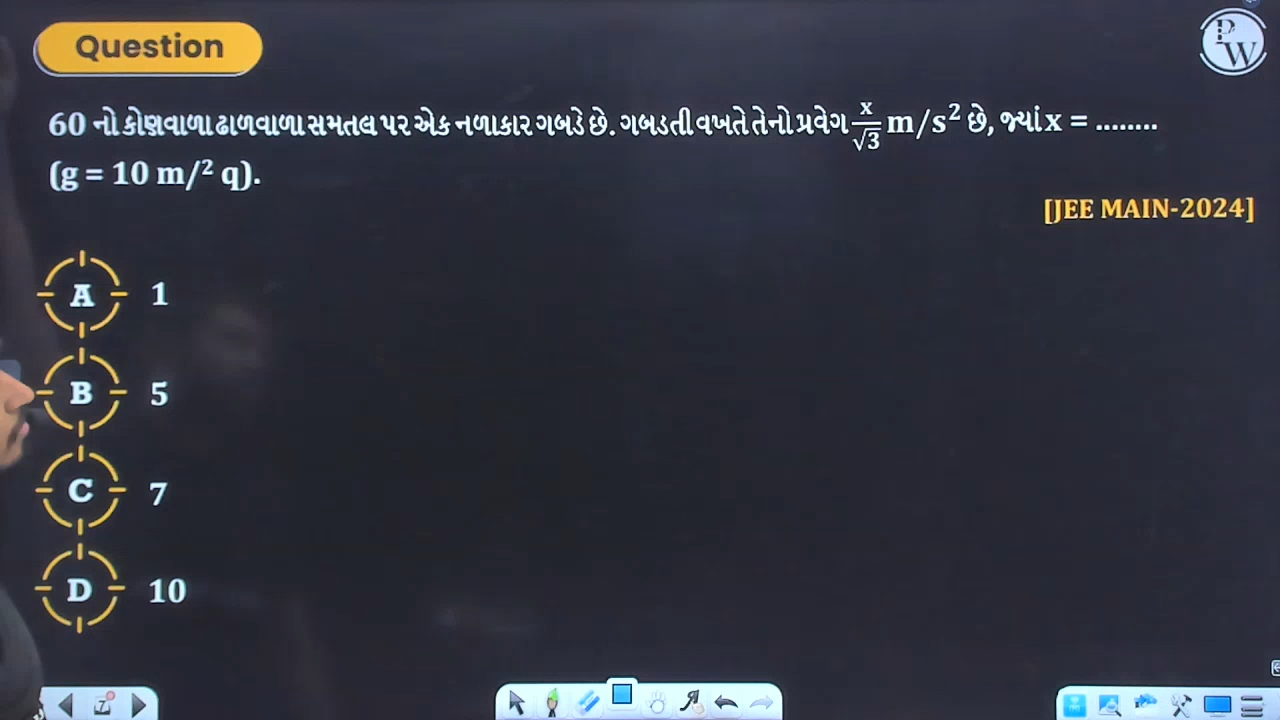 Question
PW
60 નો કોણવાળા ઢાળવાળા સમતલ પર એક નળાકાર ગબડે છે. ગબડતી વખતે તેનો પ્રવેગ x/√3 m/s² છે, જ્યાં x = ........
(g = 10 m/² q).
[JEE MAIN-2024]
A 1
B 5
C 7
D 10